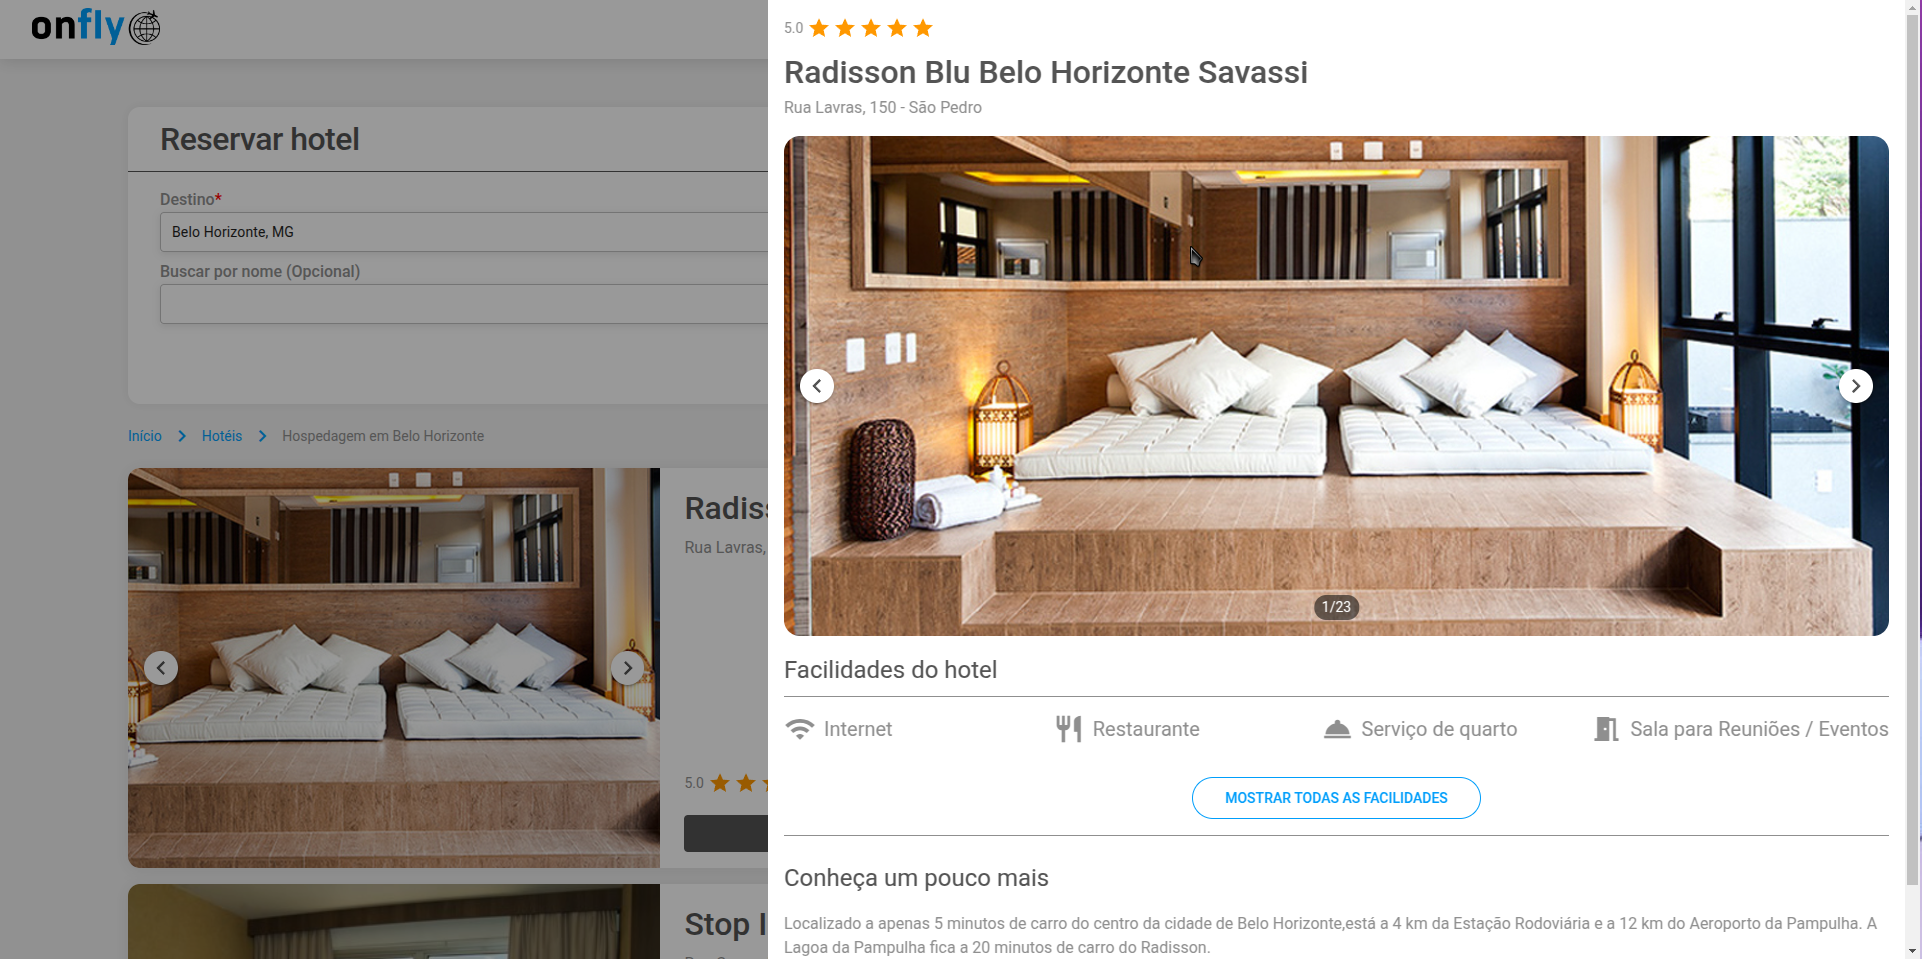 onfly
Reservar hotel
Destino*
Belo Horizonte, MG
Buscar por nome (Opcional)
Início
Hotéis
Hospedagem em Belo Horizonte
Rua Lavras,
5.0
Stop
5.0
Radisson Blu Belo Horizonte Savassi
Rua Lavras, 150 - São Pedro
1/23
Facilidades do hotel
Internet
Restaurante
Serviço de quarto
Sala para Reuniões / Eventos
MOSTRAR TODAS AS FACILIDADES
Conheça um pouco mais
Localizado a apenas 5 minutos de carro do centro da cidade de Belo Horizonte,está a 4 km da Estação Rodoviária e a 12 km do Aeroporto da Pampulha. A
Lagoa da Pampulha fica a 20 minutos de carro do Radisson.